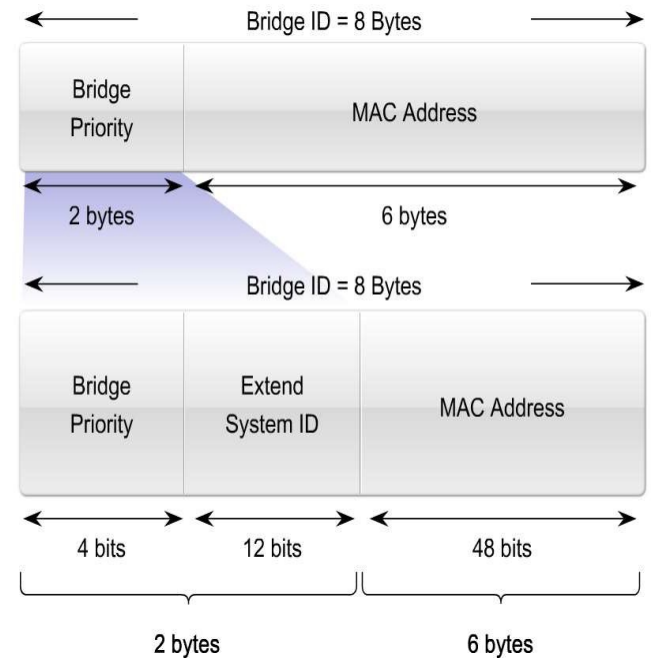 Bridge ID = 8 Bytes
Bridge
Priority
MAC Address
2 bytes
6 bytes
Bridge ID = 8 Bytes
Bridge
Priority
Extend
System ID
MAC Address
4 bits
12 bits
48 bits
2 bytes
6 bytes